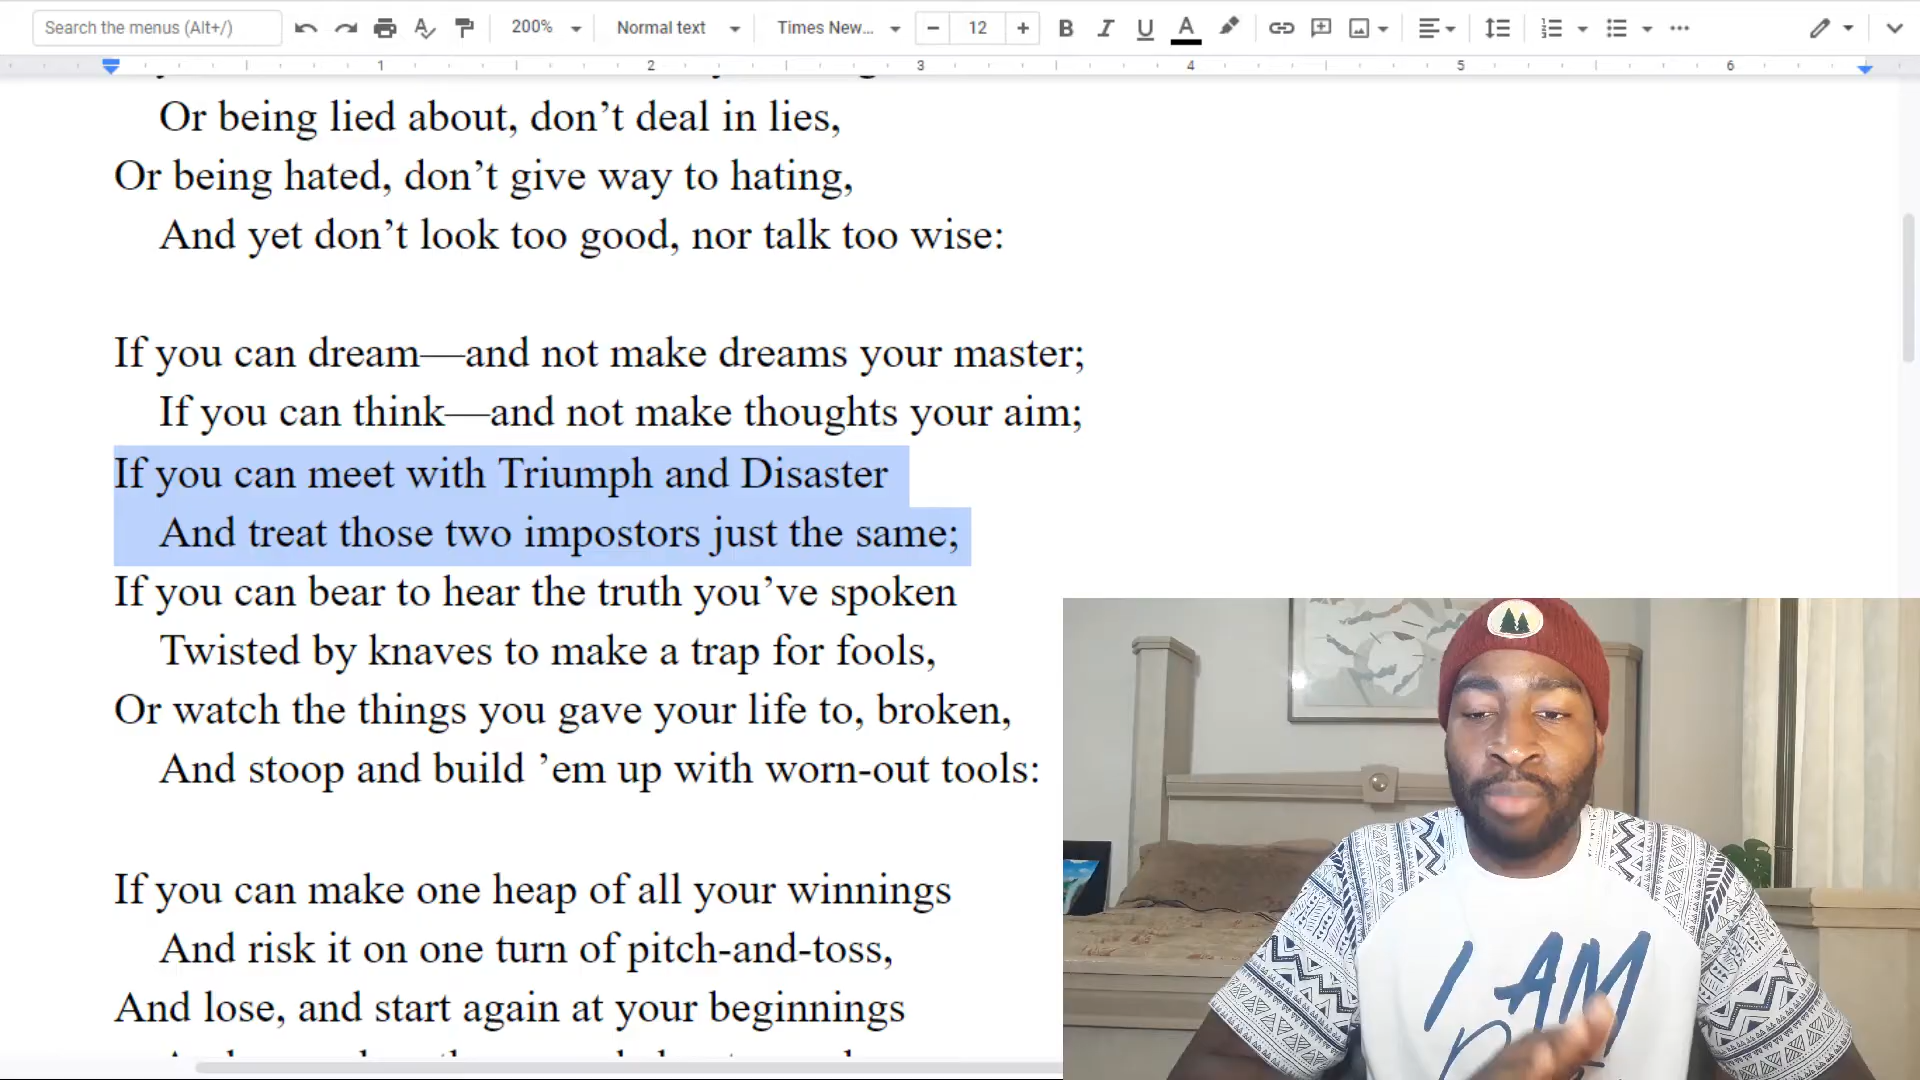 Search the menus (Alt+/)
200%
Normal text
Times New...
12
1 2 3 4 5 6
Or being lied about, don’t deal in lies,
Or being hated, don’t give way to hating,
And yet don’t look too good, nor talk too wise:
If you can dream—and not make dreams your master;
If you can think—and not make thoughts your aim;
If you can meet with Triumph and Disaster
And treat those two impostors just the same;
If you can bear to hear the truth you’ve spoken
Twisted by knaves to make a trap for fools,
Or watch the things you gave your life to, broken,
And stoop and build ’em up with worn-out tools:
If you can make one heap of all your winnings
And risk it on one turn of pitch-and-toss,
And lose, and start again at your beginnings
I AM